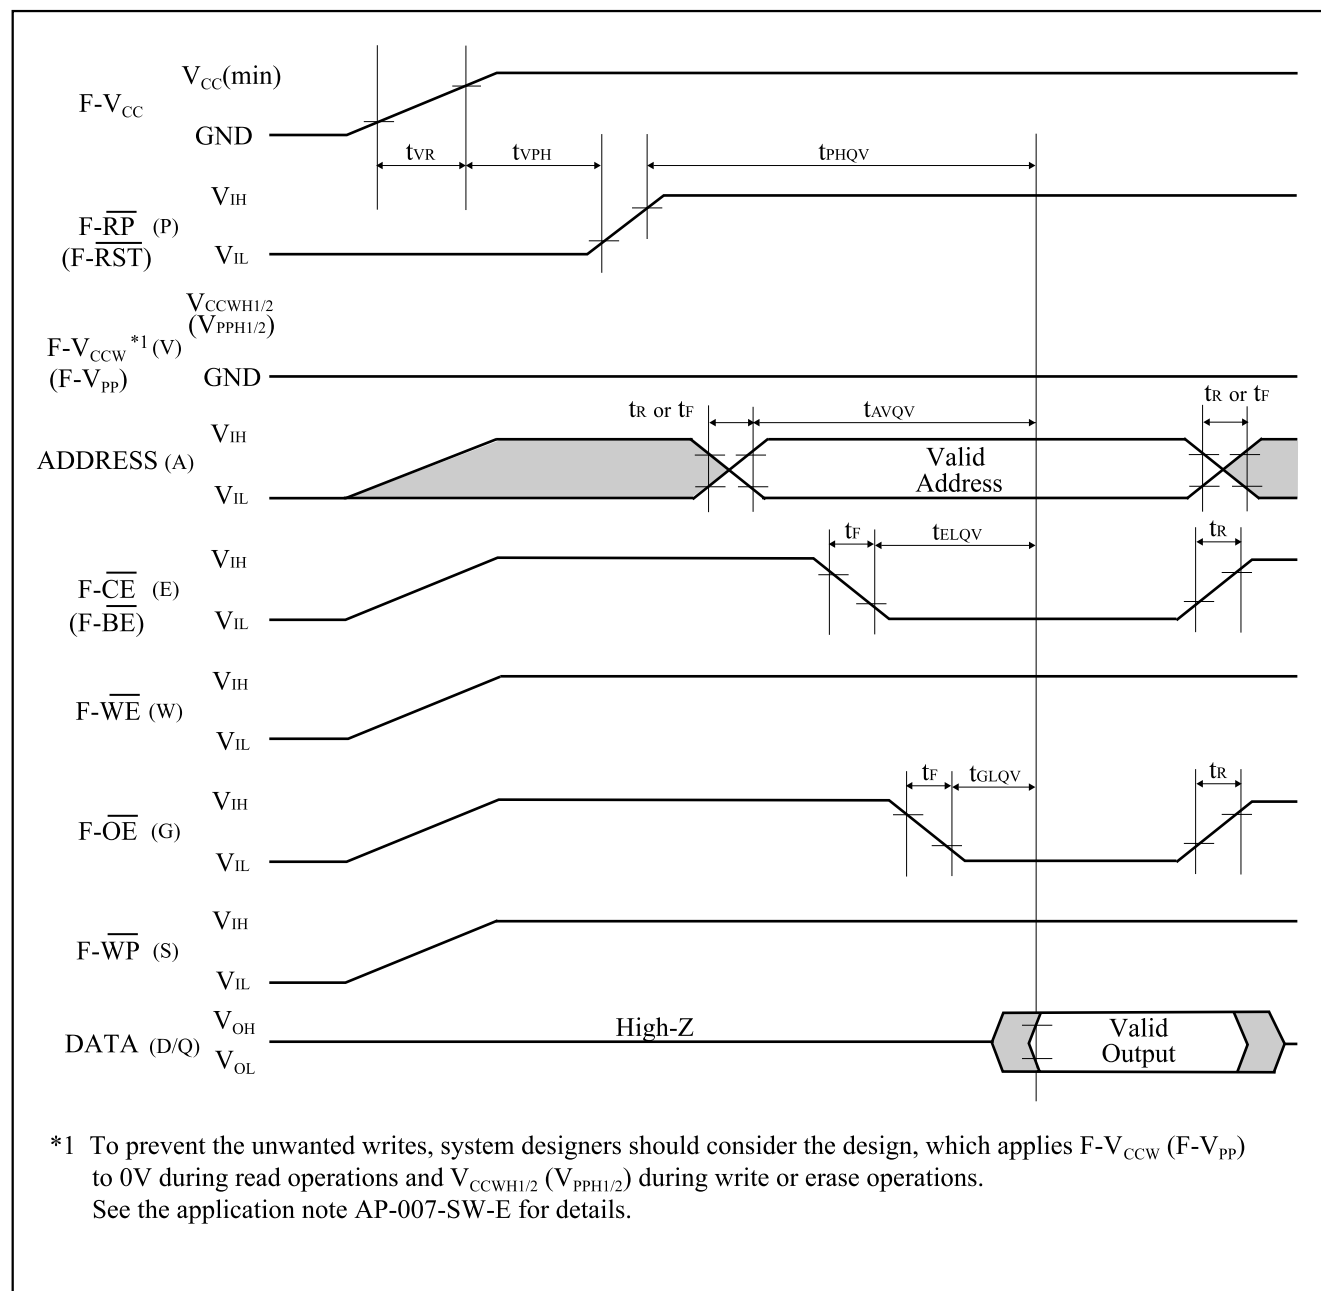 VCC(min)
F-VCC
GND
tVR
tVPH
tPHQV
VIH
F-RP (P)
(F-RST)
VIL
VCCWH1/2
(VPPH1/2)
F-VCCW *1 (V)
(F-VPP)
GND
tR or tF
tAVQV
tR or tF
VIH
ADDRESS (A)
Valid
Address
VIL
tF
tELQV
tR
VIH
F-CE (E)
(F-BE)
VIL
VIH
F-WE (W)
VIL
tF
tGLQV
tR
VIH
F-OE (G)
VIL
VIH
F-WP (S)
VIL
VOH
High-Z
Valid
Output
DATA (D/Q)
VOL
*1 To prevent the unwanted writes, system designers should consider the design, which applies F-VCCW (F-VPP)
to 0V during read operations and VCCWH1/2 (VPPH1/2) during write or erase operations.
See the application note AP-007-SW-E for details.